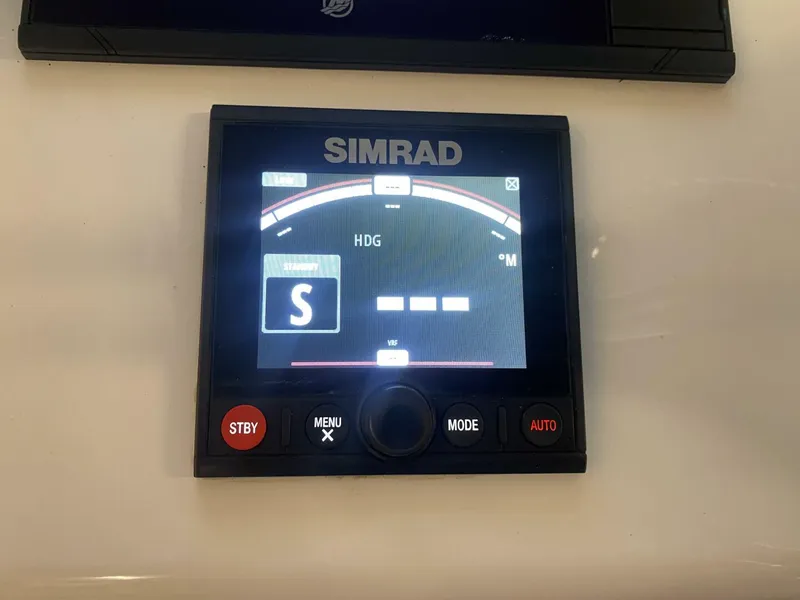 SIMRAD
---
HDG
°M
STANDBY
S
---
VRF
STBY
MENU
X
MODE
AUTO